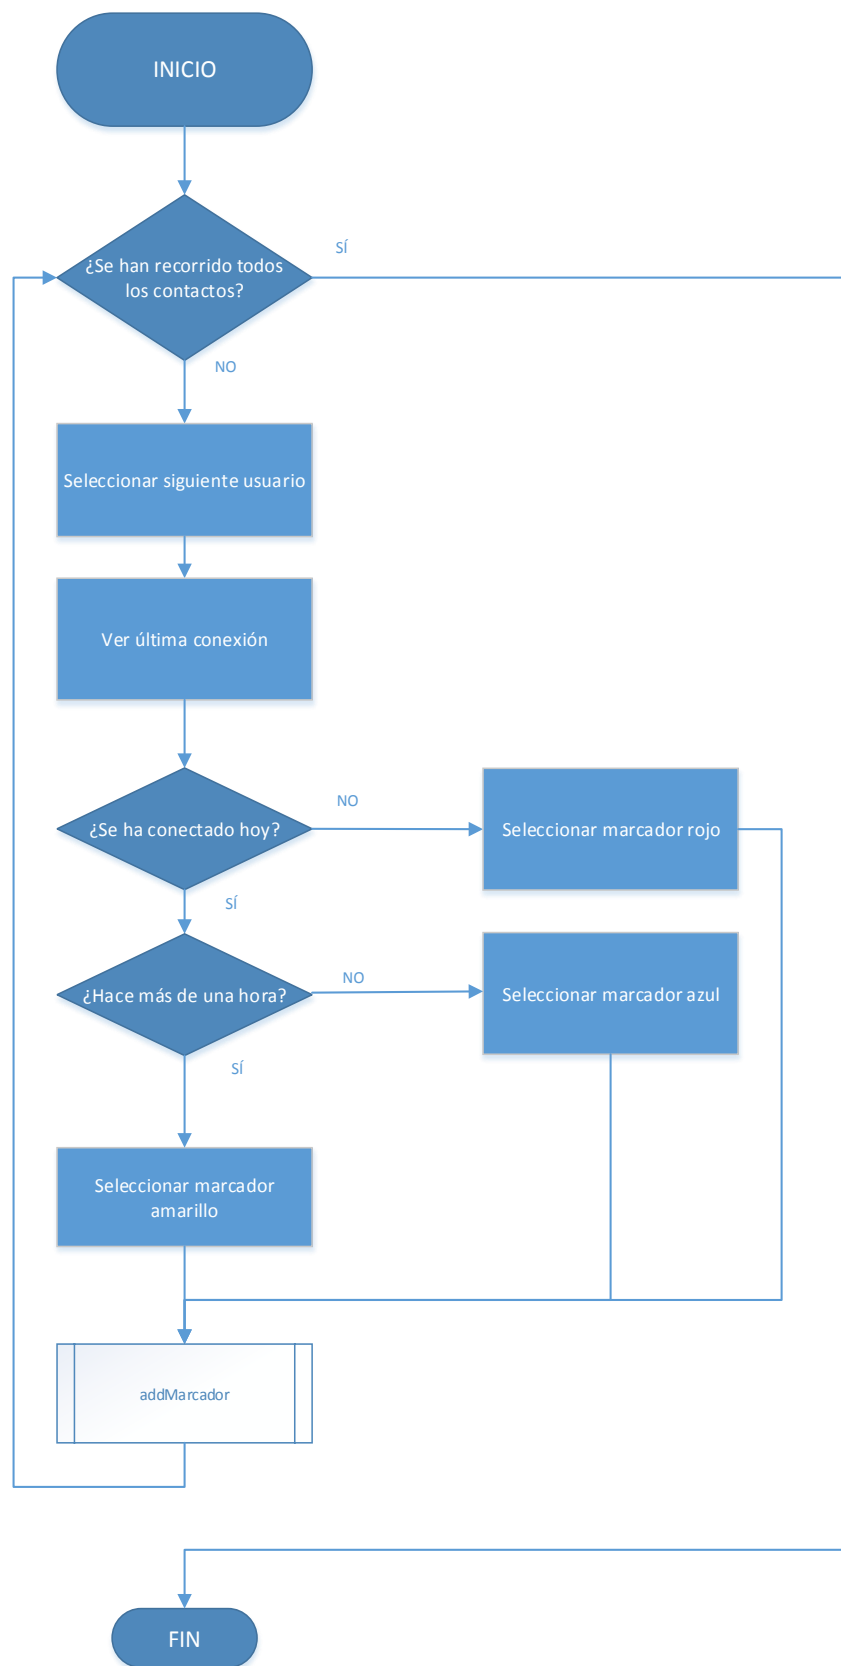 INICIO
SÍ
¿Se han recorrido todos
los contactos?
NO
Seleccionar siguiente usuario
Ver última conexión
NO
¿Se ha conectado hoy?
Seleccionar marcador rojo
SÍ
NO
¿Hace más de una hora?
Seleccionar marcador azul
SÍ
Seleccionar marcador
amarillo
addMarcador
FIN